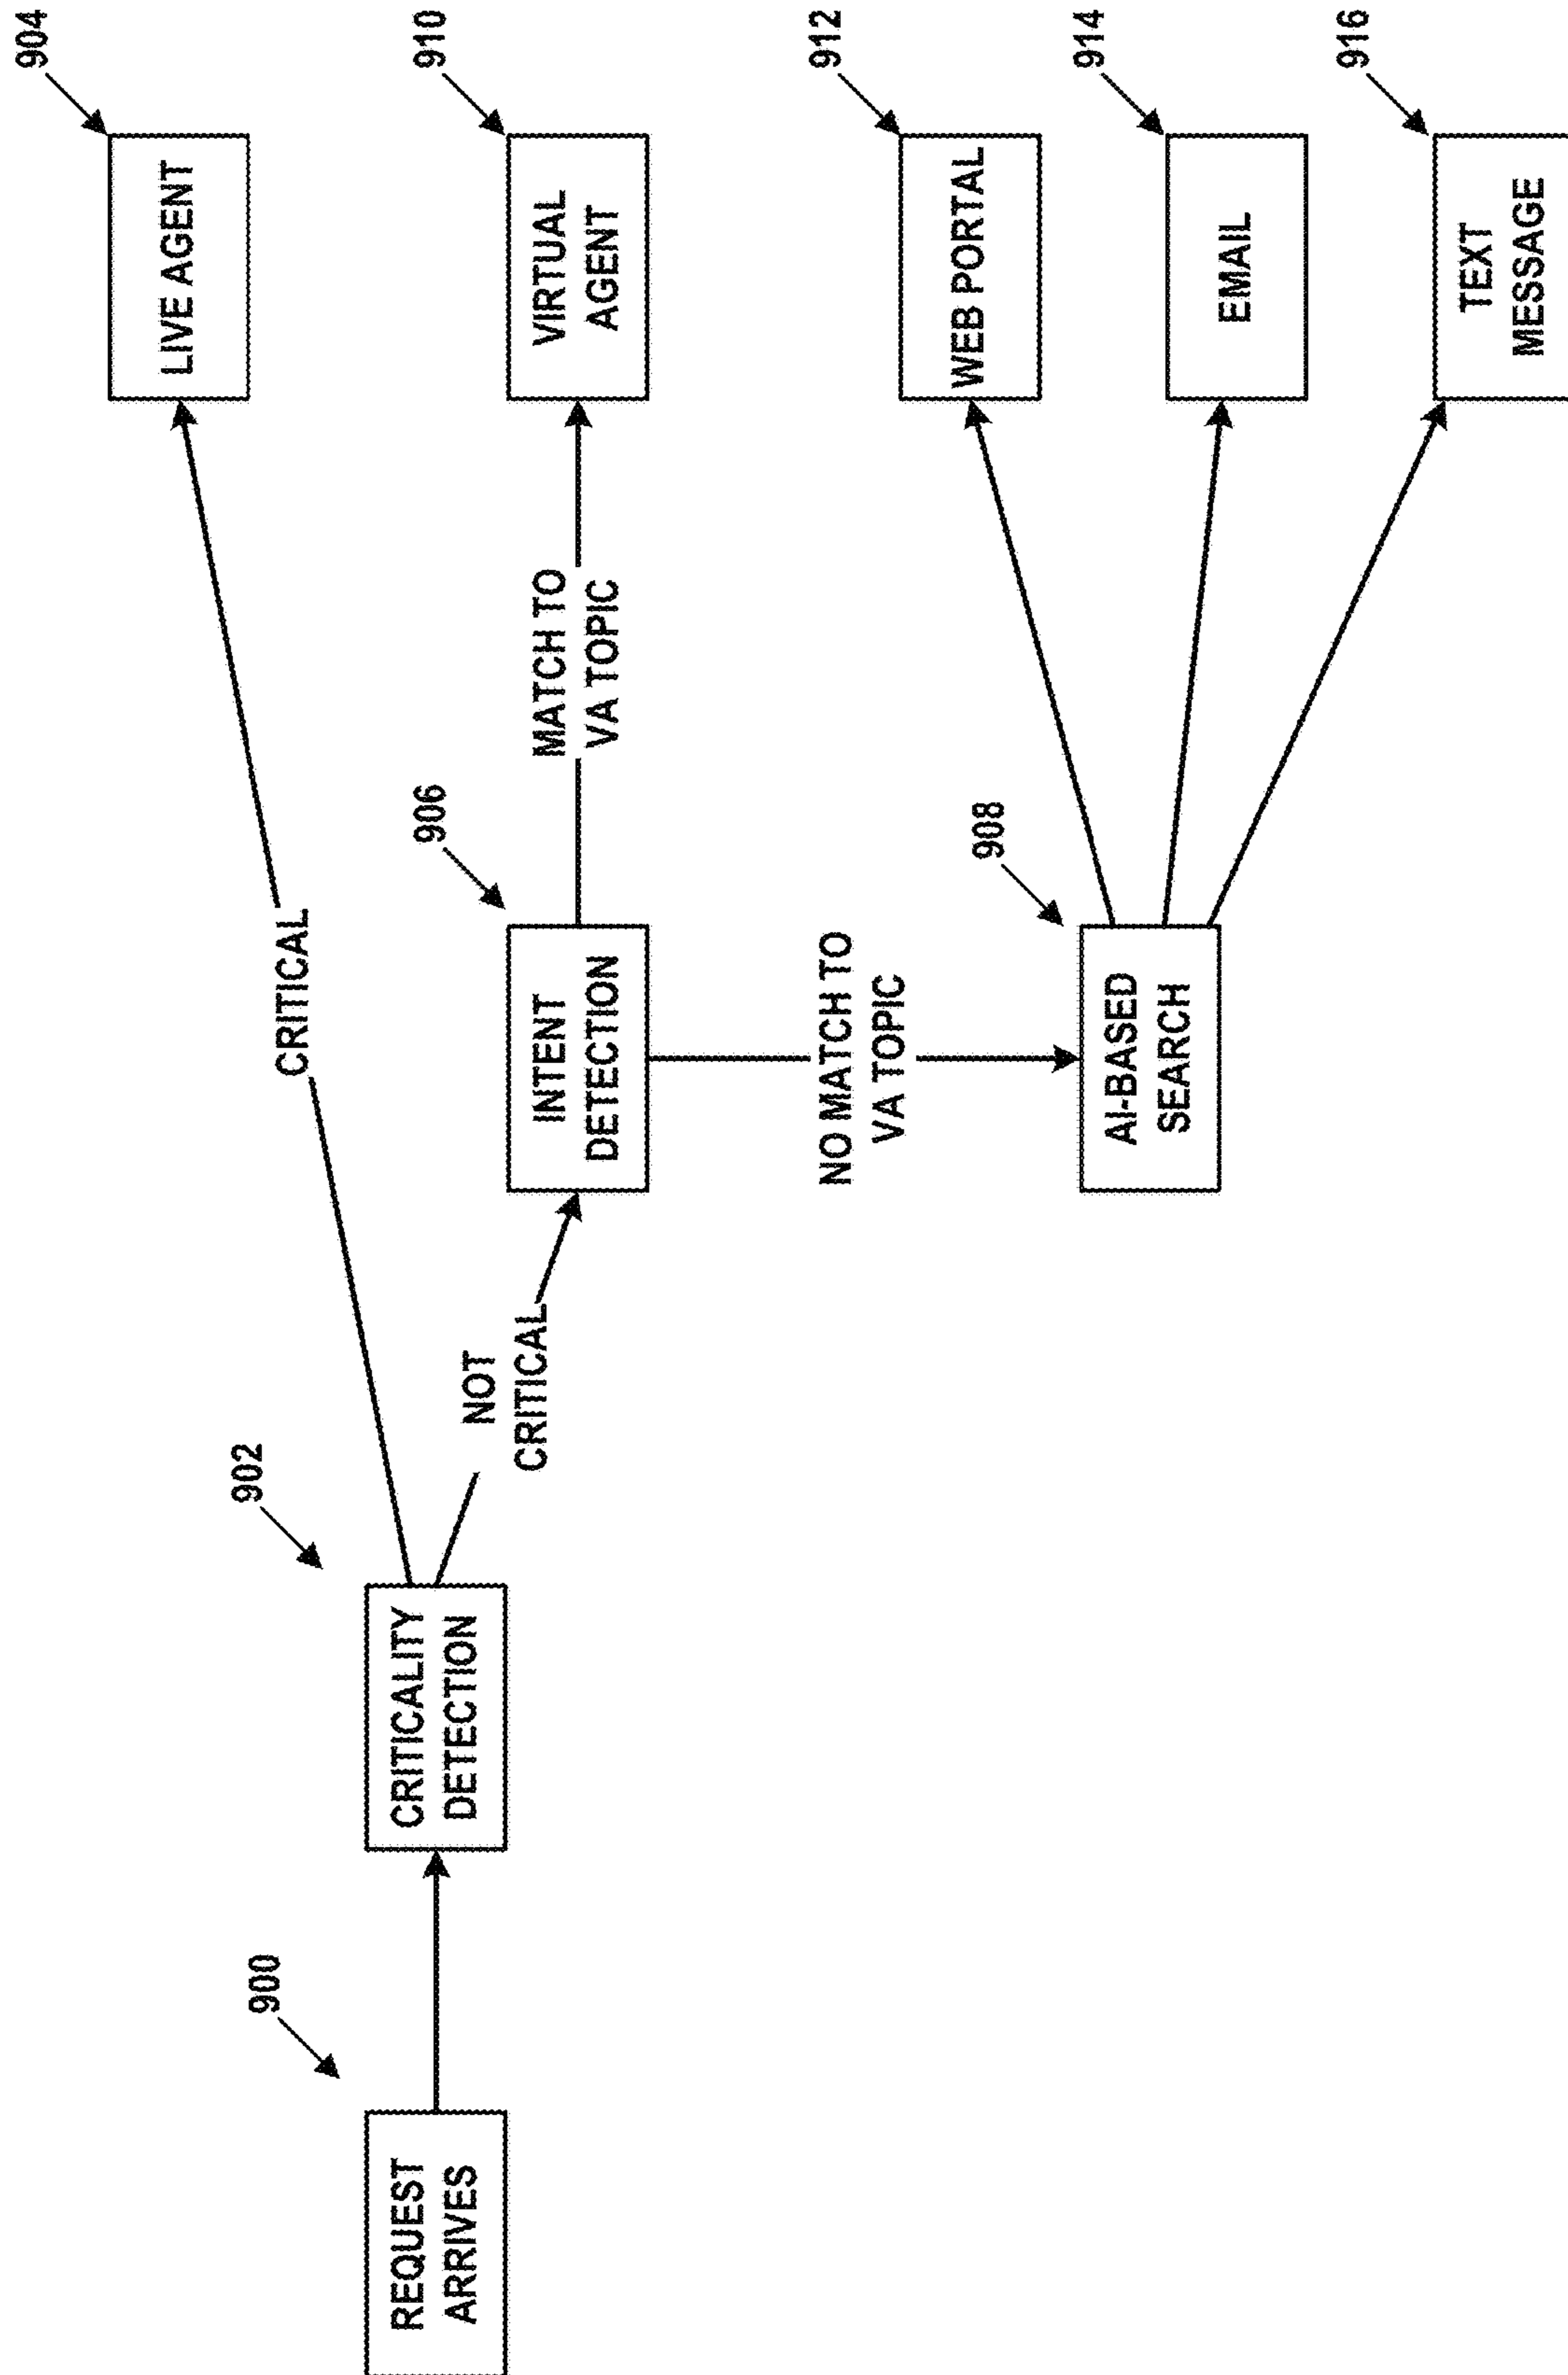 900
REQUEST
ARRIVES
902
CRITICALITY
DETECTION
CRITICAL
904
LIVE AGENT
NOT
CRITICAL
906
INTENT
DETECTION
MATCH TO
VA TOPIC
910
VIRTUAL
AGENT
NO MATCH TO
VA TOPIC
908
AI-BASED
SEARCH
912
WEB PORTAL
914
EMAIL
916
TEXT
MESSAGE